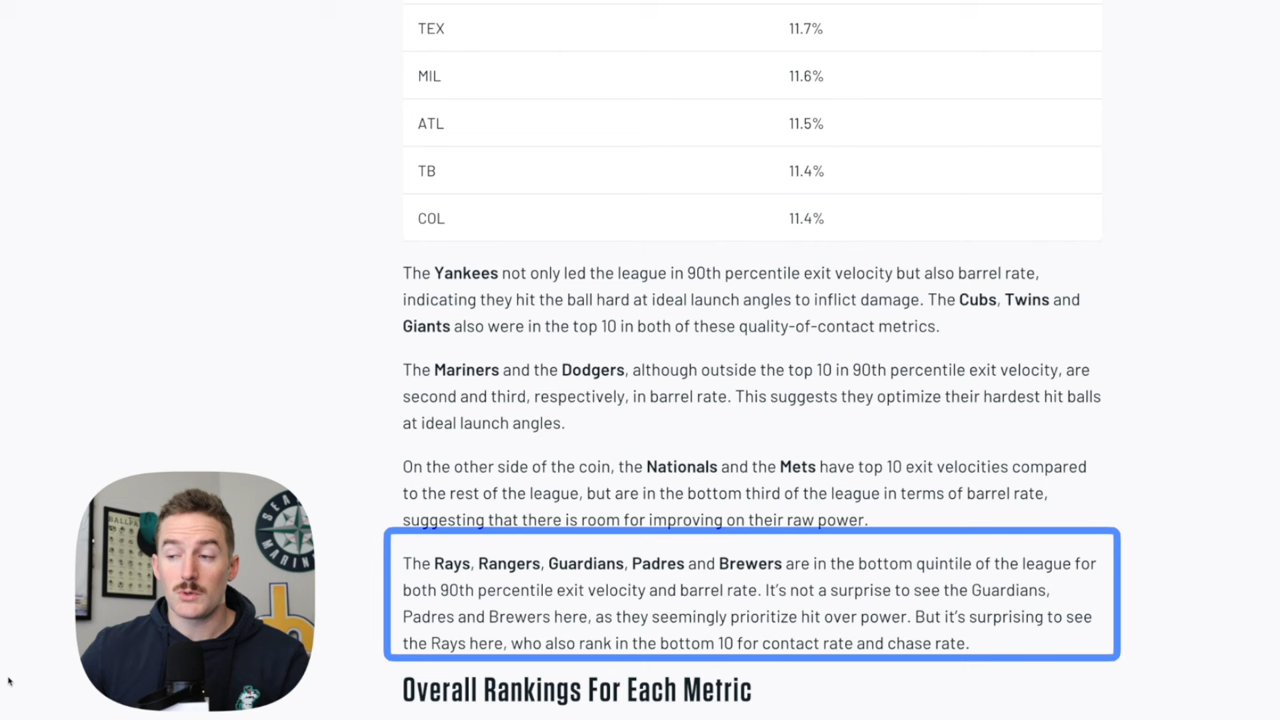 TEX 11.7%
MIL 11.6%
ATL 11.5%
TB 11.4%
COL 11.4%
The Yankees not only led the league in 90th percentile exit velocity but also barrel rate,
indicating they hit the ball hard at ideal launch angles to inflict damage. The Cubs, Twins and
Giants also were in the top 10 in both of these quality-of-contact metrics.
The Mariners and the Dodgers, although outside the top 10 in 90th percentile exit velocity, are
second and third, respectively, in barrel rate. This suggests they optimize their hardest hit balls
at ideal launch angles.
On the other side of the coin, the Nationals and the Mets have top 10 exit velocities compared
to the rest of the league, but are in the bottom third of the league in terms of barrel rate,
suggesting that there is room for improving on their raw power.
The Rays, Rangers, Guardians, Padres and Brewers are in the bottom quintile of the league for
both 90th percentile exit velocity and barrel rate. It's not a surprise to see the Guardians,
Padres and Brewers here, as they seemingly prioritize hit over power. But it's surprising to see
the Rays here, who also rank in the bottom 10 for contact rate and chase rate.
Overall Rankings For Each Metric
BALLPA
SEA
MARIN